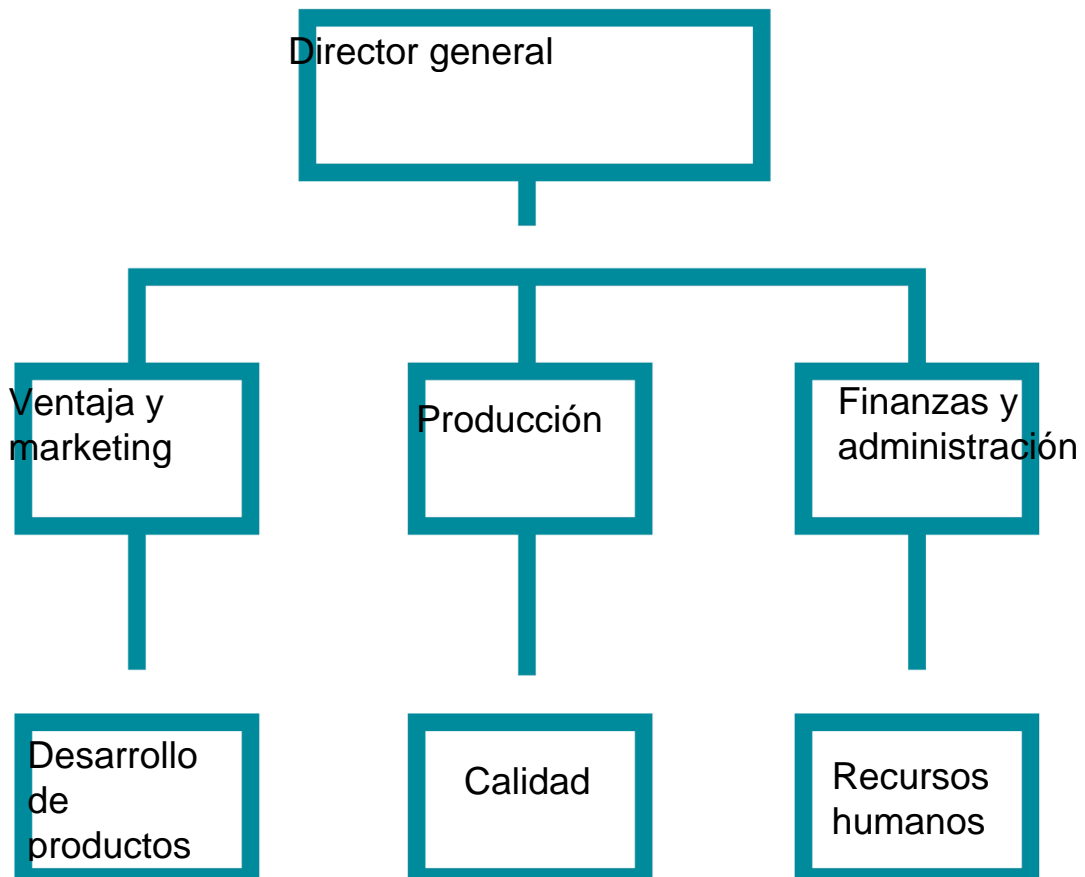 Director general
Ventaja y
marketing
Producción
Finanzas y
administración
Desarrollo
de
productos
Calidad
Recursos
humanos